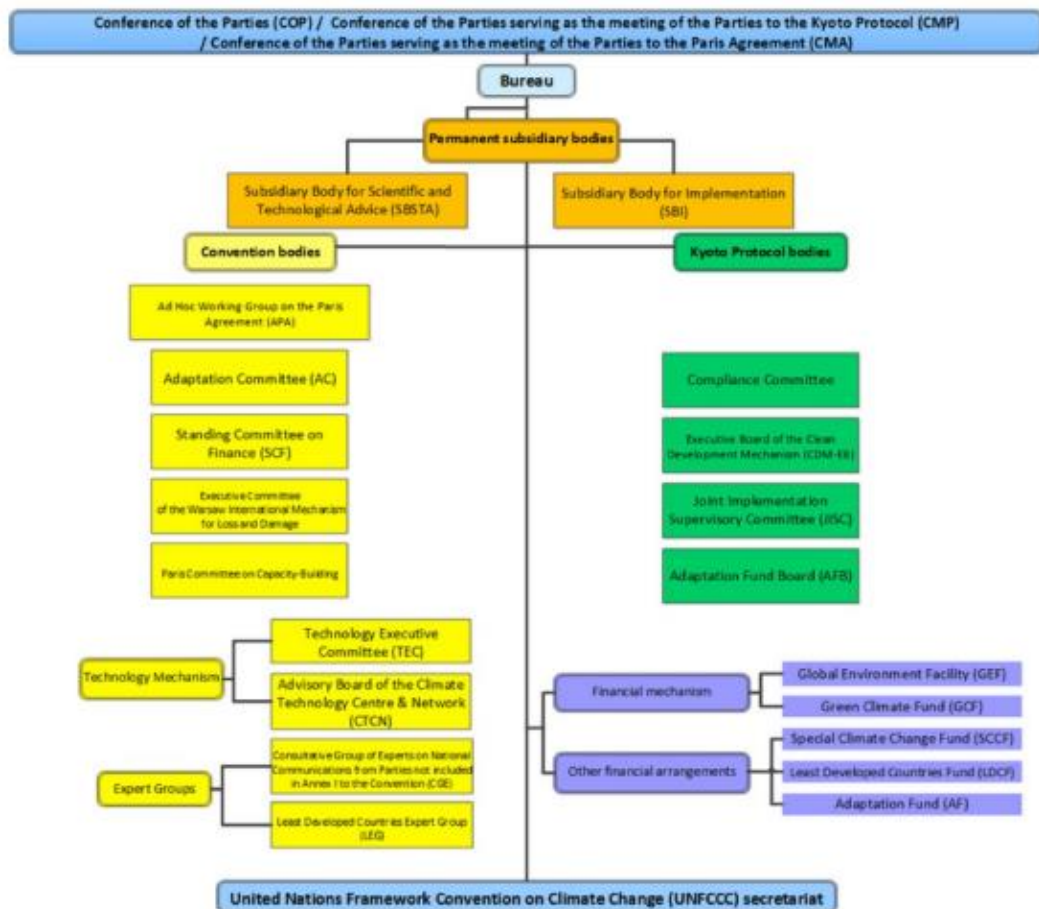 Conference of the Parties (COP) / Conference of the Parties serving as the meeting of the Parties to the Kyoto Protocol (CMP)
/ Conference of the Parties serving as the meeting of the Parties to the Paris Agreement (CMA)
Bureau
Permanent subsidiary bodies
Subsidiary Body for Scientific and
Technological Advice (SBSTA)
Subsidiary Body for Implementation
(SBI)
Convention bodies
Kyoto Protocol bodies
Ad Hoc Working Group on the Paris
Agreement (APA)
Adaptation Committee (AC)
Compliance Committee
Standing Committee on
Finance (SCF)
Executive Board of the Clean
Development Mechanism (CDM-EB)
Executive Committee
of the Warsaw International Mechanism
for Loss and Damage
Joint Implementation
Supervisory Committee (JISC)
Paris Committee on Capacity-Building
Adaptation Fund Board (AFB)
Technology Mechanism
Technology Executive
Committee (TEC)
Advisory Board of the Climate
Technology Centre & Network
(CTCN)
Expert Groups
Consultative Group of Experts on National
Communications from Parties not included
in Annex I to the Convention (CGE)
Least Developed Countries Expert Group
(LEG)
Financial mechanism
Global Environment Facility (GEF)
Green Climate Fund (GCF)
Other financial arrangements
Special Climate Change Fund (SCCF)
Least Developed Countries Fund (LDCF)
Adaptation Fund (AF)
United Nations Framework Convention on Climate Change (UNFCCC) secretariat